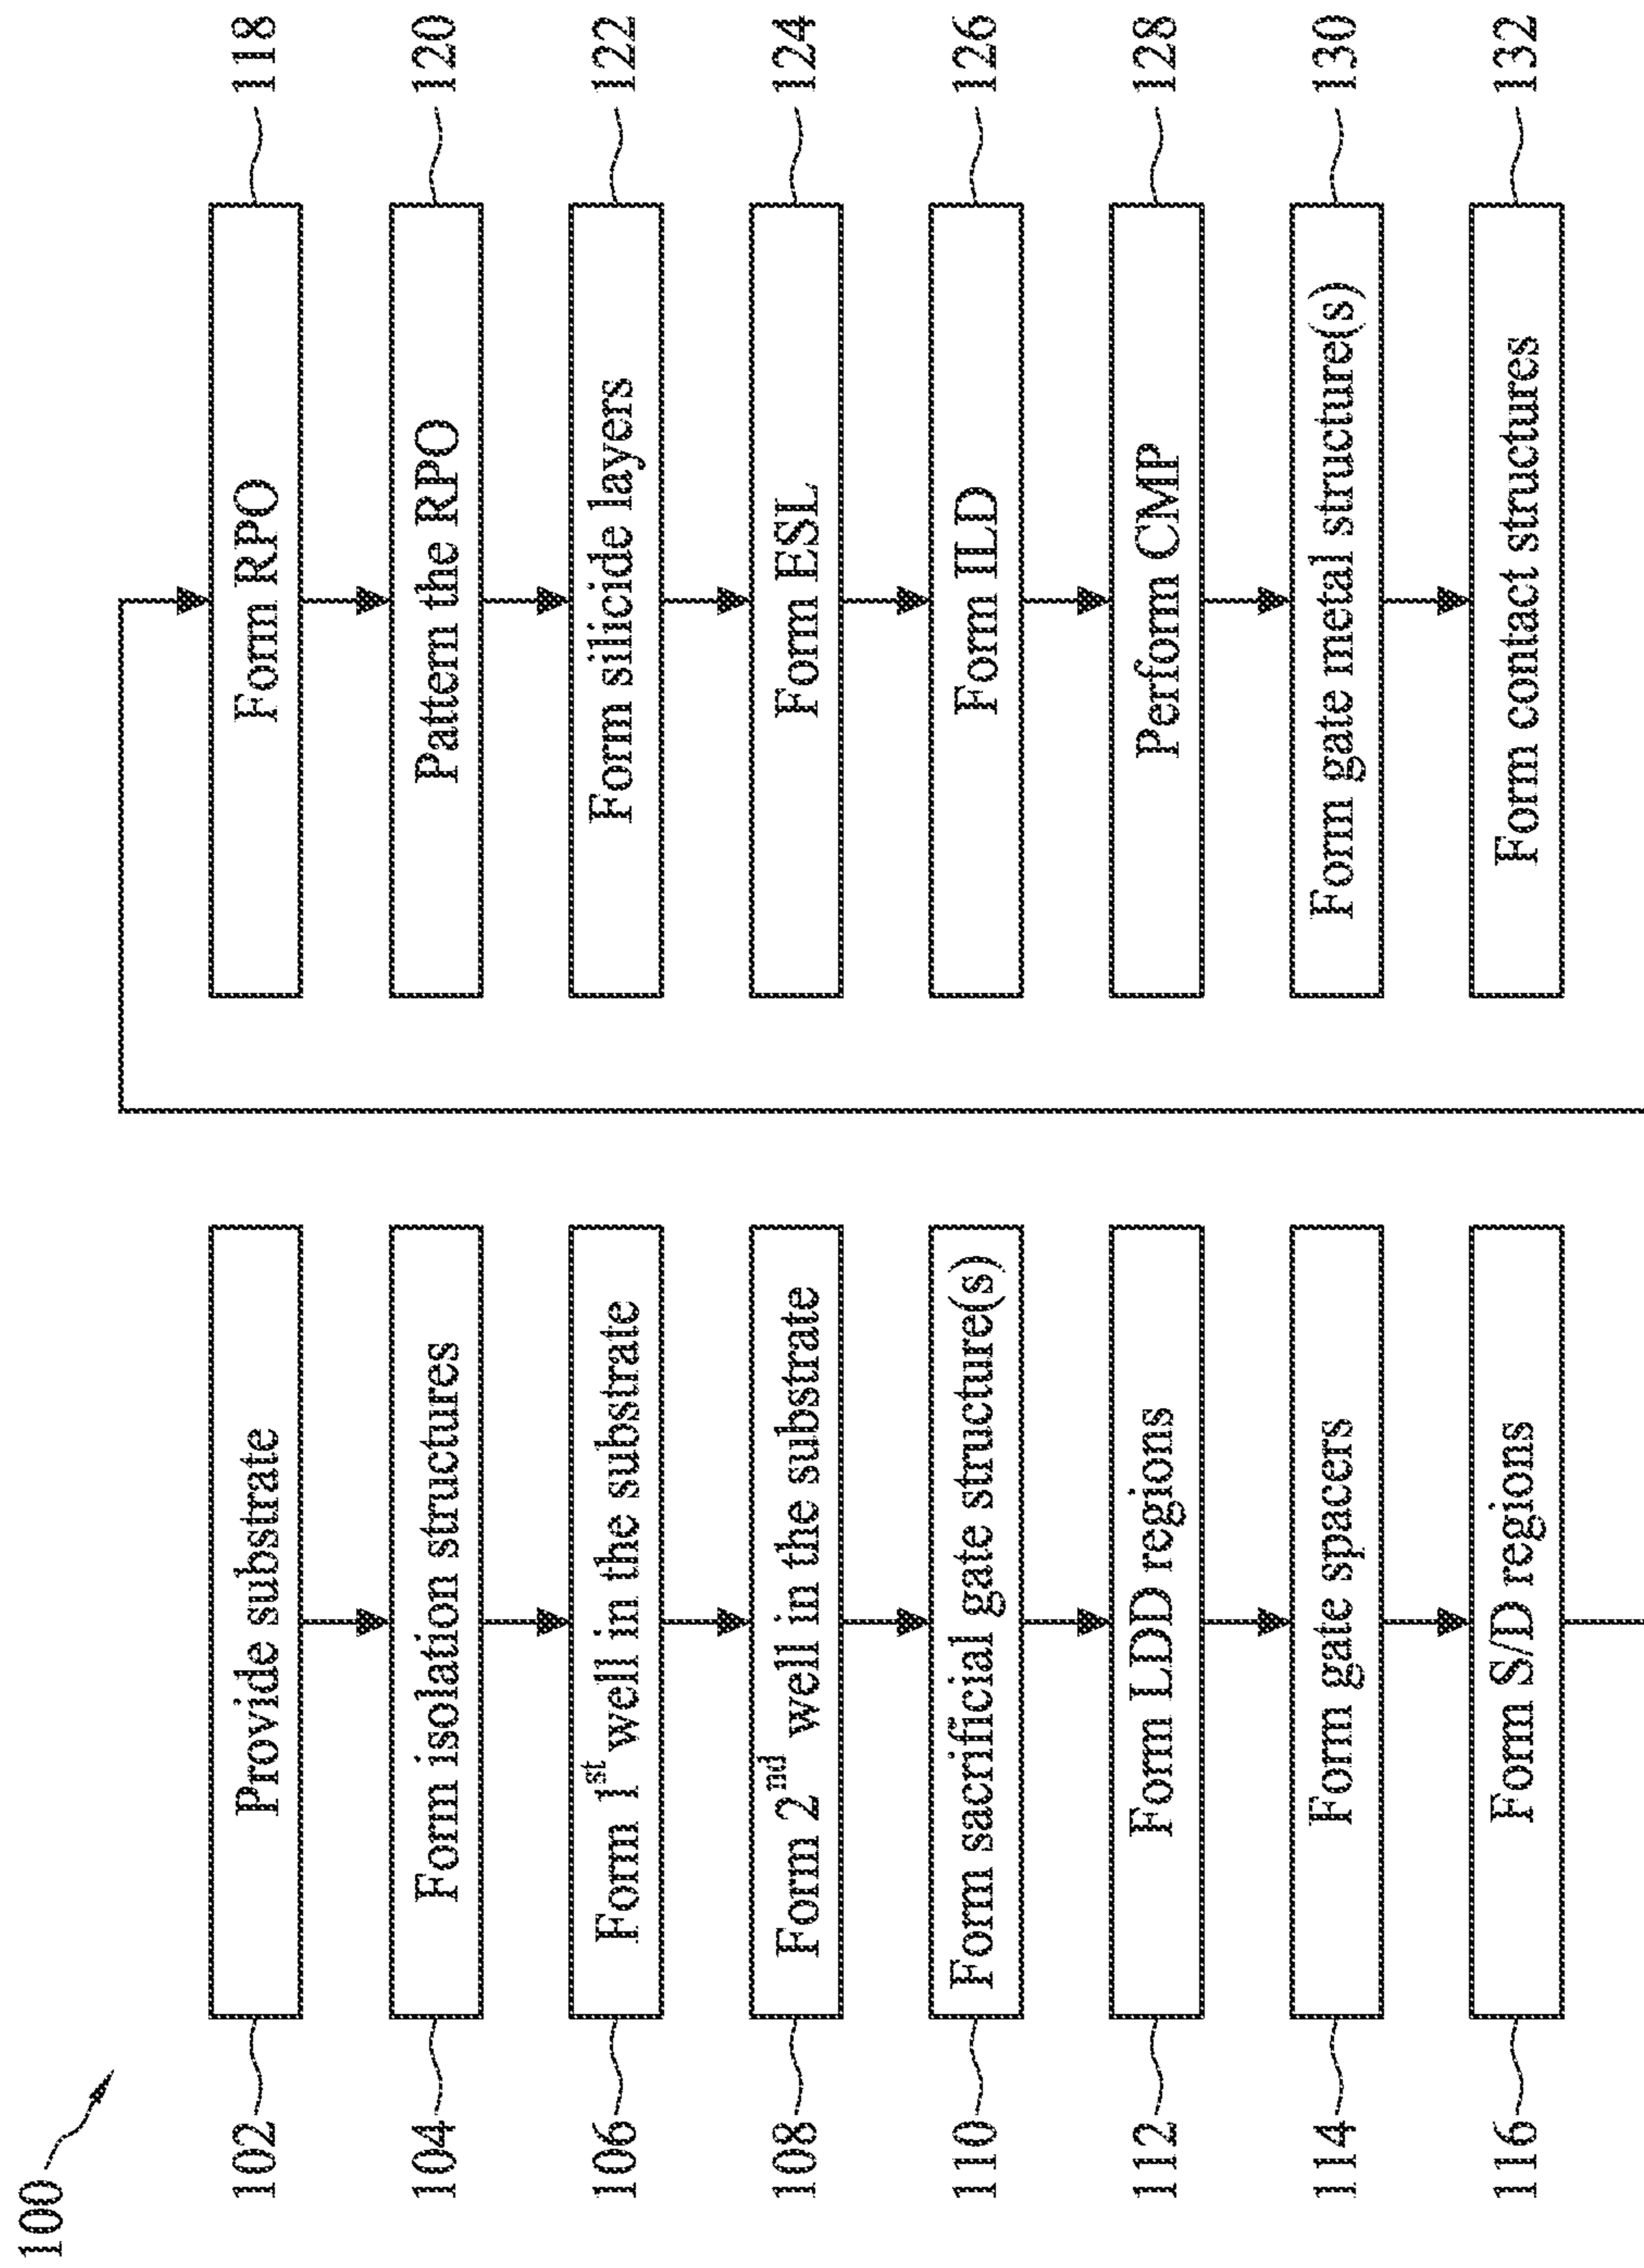 100
102
Provide substrate
104
Form isolation structures
106
Form 1st well in the substrate
108
Form 2nd well in the substrate
110
Form sacrificial gate structure(s)
112
Form LDD regions
114
Form gate spacers
116
Form S/D regions
Form RPO
118
Pattern the RPO
120
Form silicide layers
122
Form ESL
124
Form ILD
126
Perform CMP
128
Form gate metal structure(s)
130
Form contact structures
132